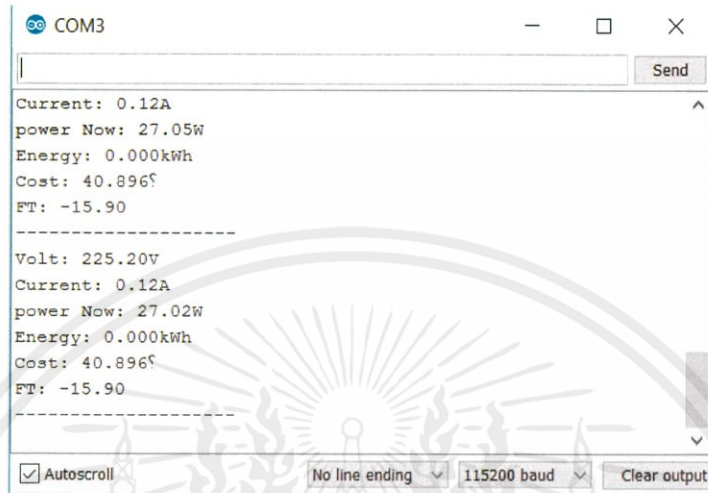 COM3
Send
Current: 0.12A
power Now: 27.05W
Energy: 0.000kWh
Cost: 40.896⸮
FT: -15.90
--------------------
Volt: 225.20V
Current: 0.12A
power Now: 27.02W
Energy: 0.000kWh
Cost: 40.896⸮
FT: -15.90
--------------------
Autoscroll No line ending 115200 baud Clear output